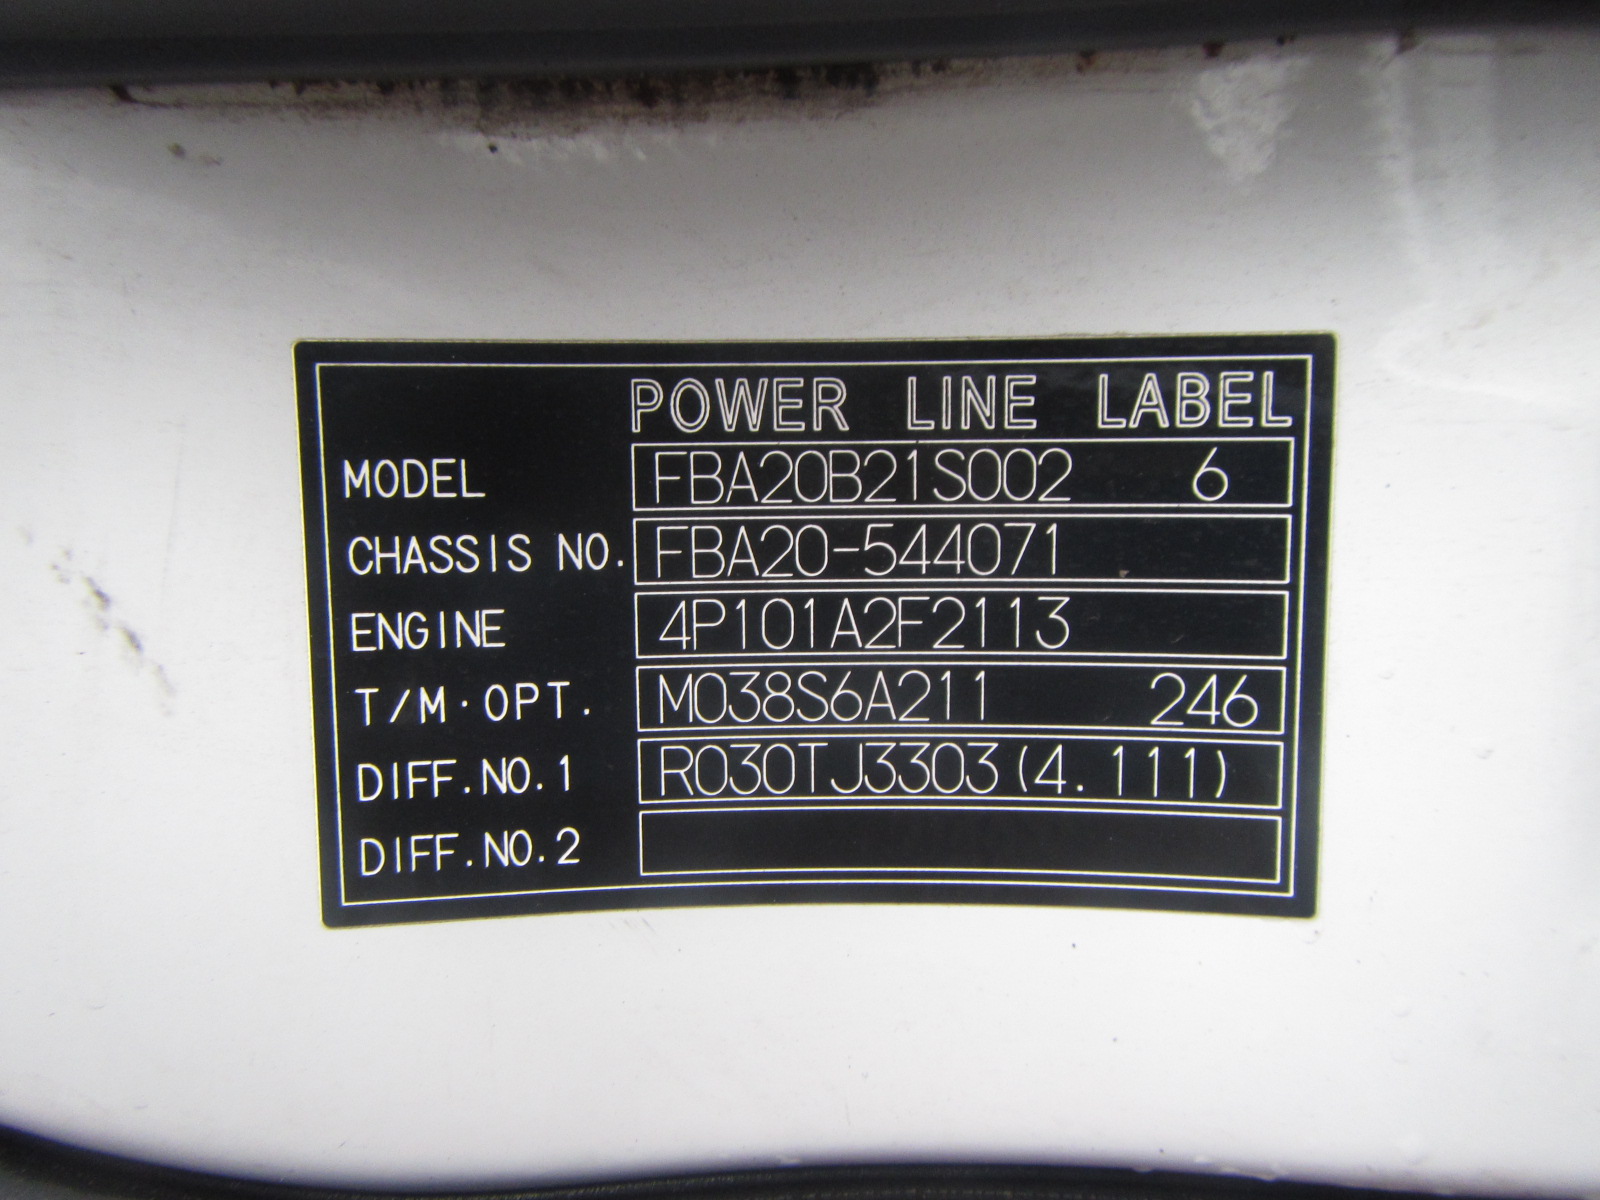 POWER LINE LABEL
MODEL FBA20B21S002 6
CHASSIS NO. FBA20-544071
ENGINE 4P101A2F2113
T/M·OPT. M038S6A211 246
DIFF.NO.1 R030TJ3303(4.111)
DIFF.NO.2